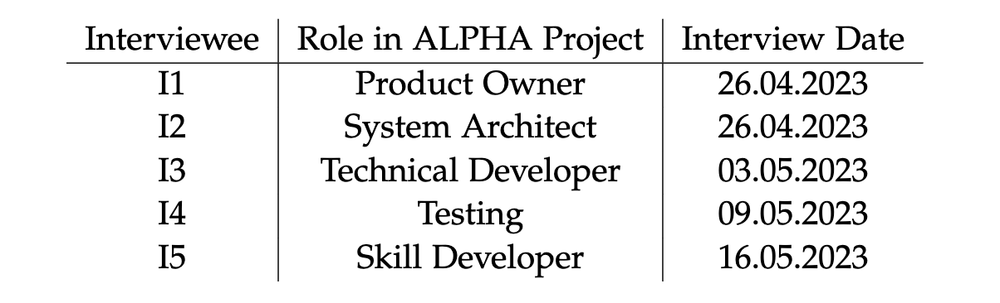 Interviewee Role in ALPHA Project Interview Date
I1 Product Owner 26.04.2023
I2 System Architect 26.04.2023
I3 Technical Developer 03.05.2023
I4 Testing 09.05.2023
I5 Skill Developer 16.05.2023